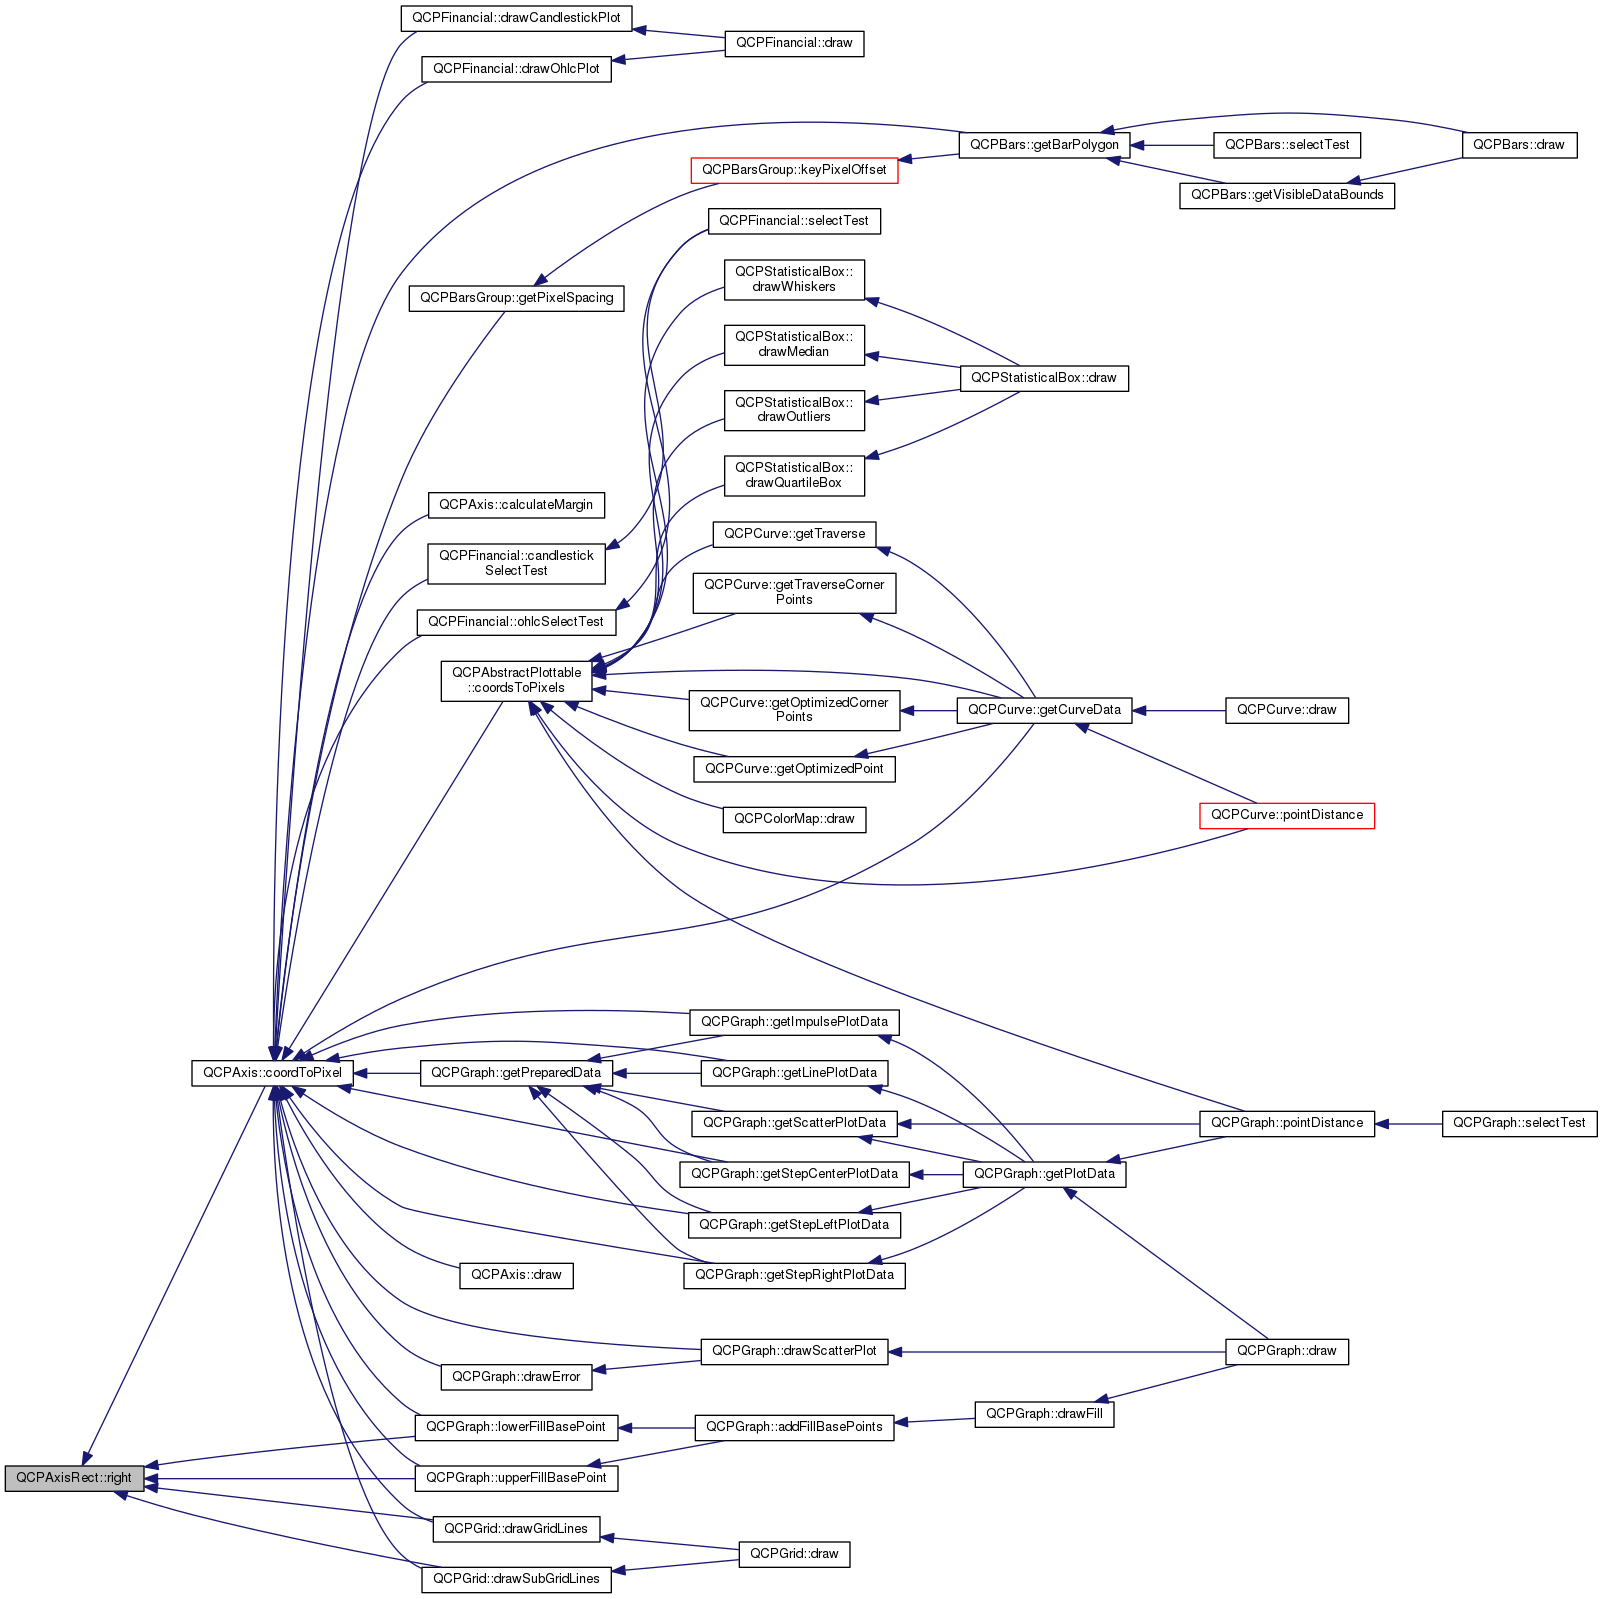 QCPFinancial::drawCandlestickPlot
QCPFinancial::draw
QCPFinancial::drawOhlcPlot
QCPBars::getBarPolygon
QCPBars::selectTest
QCPBars::draw
QCPBarsGroup::keyPixelOffset
QCPBars::getVisibleDataBounds
QCPFinancial::selectTest
QCPStatisticalBox::
drawWhiskers
QCPBarsGroup::getPixelSpacing
QCPStatisticalBox::
drawMedian
QCPStatisticalBox::draw
QCPStatisticalBox::
drawOutliers
QCPStatisticalBox::
drawQuartileBox
QCPAxis::calculateMargin
QCPCurve::getTraverse
QCPFinancial::candlestick
SelectTest
QCPCurve::getTraverseCorner
Points
QCPFinancial::ohlcSelectTest
QCPAbstractPlottable
::coordsToPixels
QCPCurve::getOptimizedCorner
Points
QCPCurve::getCurveData
QCPCurve::draw
QCPCurve::getOptimizedPoint
QCPColorMap::draw
QCPCurve::pointDistance
QCPGraph::getImpulsePlotData
QCPAxis::coordToPixel
QCPGraph::getPreparedData
QCPGraph::getLinePlotData
QCPGraph::getScatterPlotData
QCPGraph::pointDistance
QCPGraph::selectTest
QCPGraph::getStepCenterPlotData
QCPGraph::getPlotData
QCPGraph::getStepLeftPlotData
QCPAxis::draw
QCPGraph::getStepRightPlotData
QCPGraph::drawScatterPlot
QCPGraph::draw
QCPGraph::drawError
QCPGraph::drawFill
QCPGraph::lowerFillBasePoint
QCPGraph::addFillBasePoints
QCPAxisRect::right
QCPGraph::upperFillBasePoint
QCPGrid::drawGridLines
QCPGrid::draw
QCPGrid::drawSubGridLines